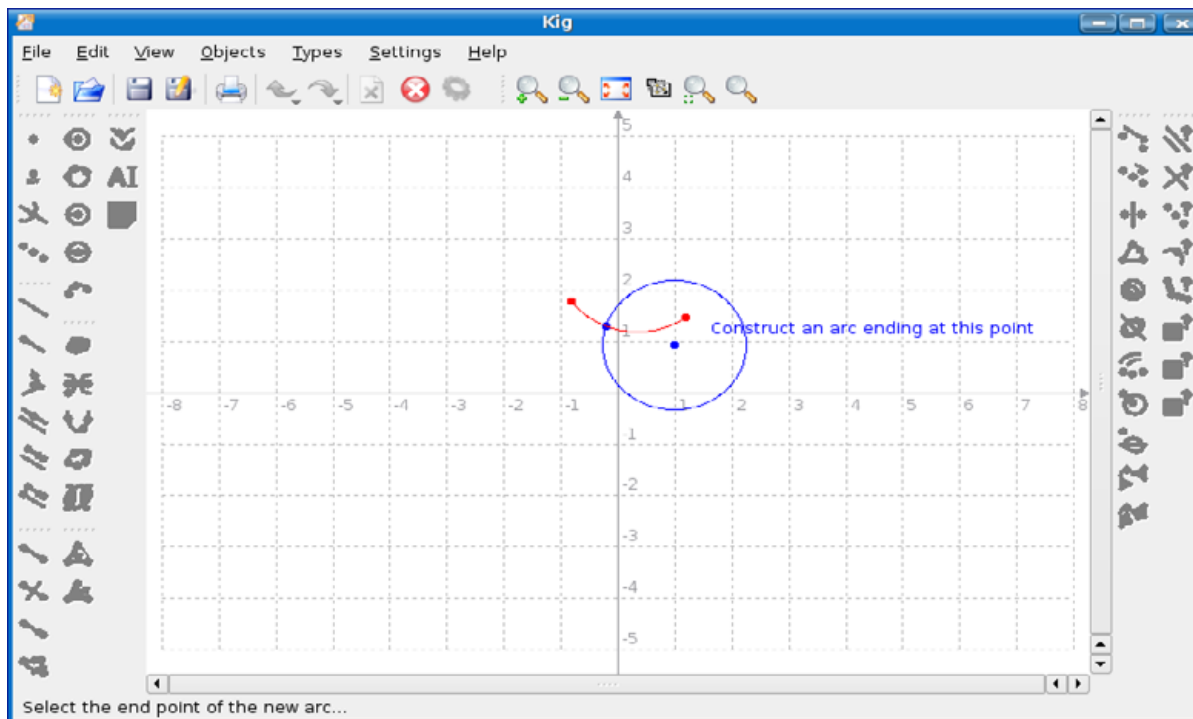 Kig
File Edit View Objects Types Settings Help
AI
5
4
3
2
Construct an arc ending at this point
1
-8 -7 -6 -5 -4 -3 -2 -1 1 2 3 4 5 6 7 8
-1
-2
-3
-4
-5
Select the end point of the new arc...